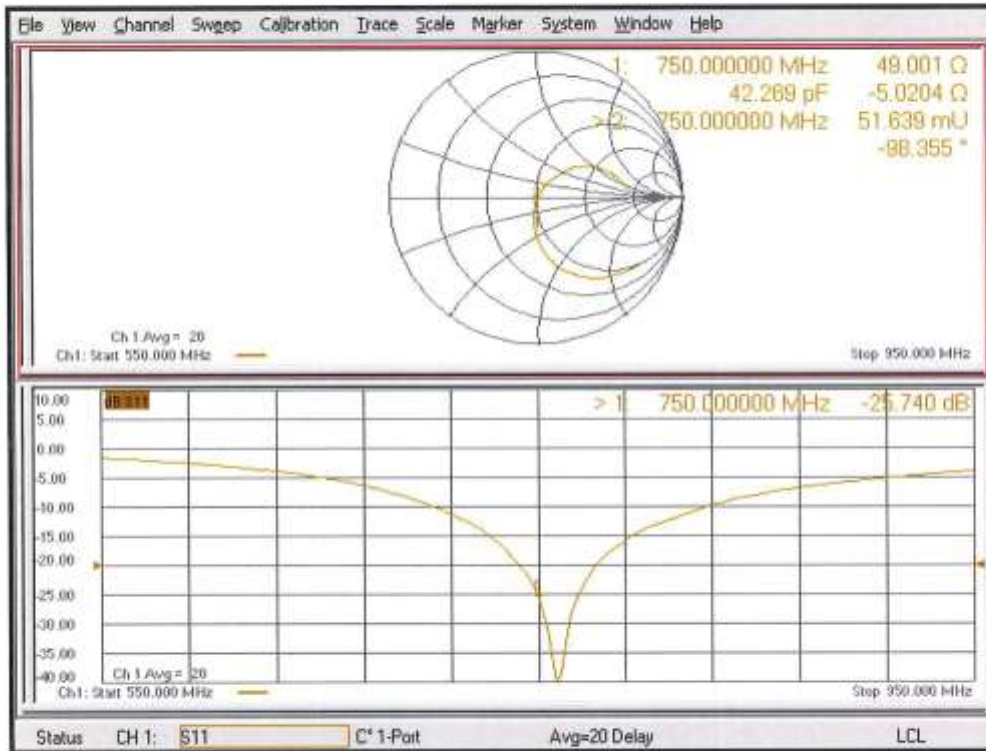 File View Channel Sweep Calibration Trace Scale Marker System Window Help
1: 750.000000 MHz 49.001 Ω
42.269 pF -5.0204 Ω
> 2: 750.000000 MHz 51.639 mU
-98.355 °
Ch 1 Avg = 20
Ch1: Start 550.000 MHz
Stop 950.000 MHz
10.00
dB S11
> 1: 750.000000 MHz -25.740 dB
5.00
0.00
-5.00
-10.00
-15.00
-20.00
-25.00
-30.00
-35.00
-40.00
Ch 1 Avg = 20
Ch1: Start 550.000 MHz
Stop 950.000 MHz
Status CH 1: S11 C* 1-Port Avg=20 Delay LCL